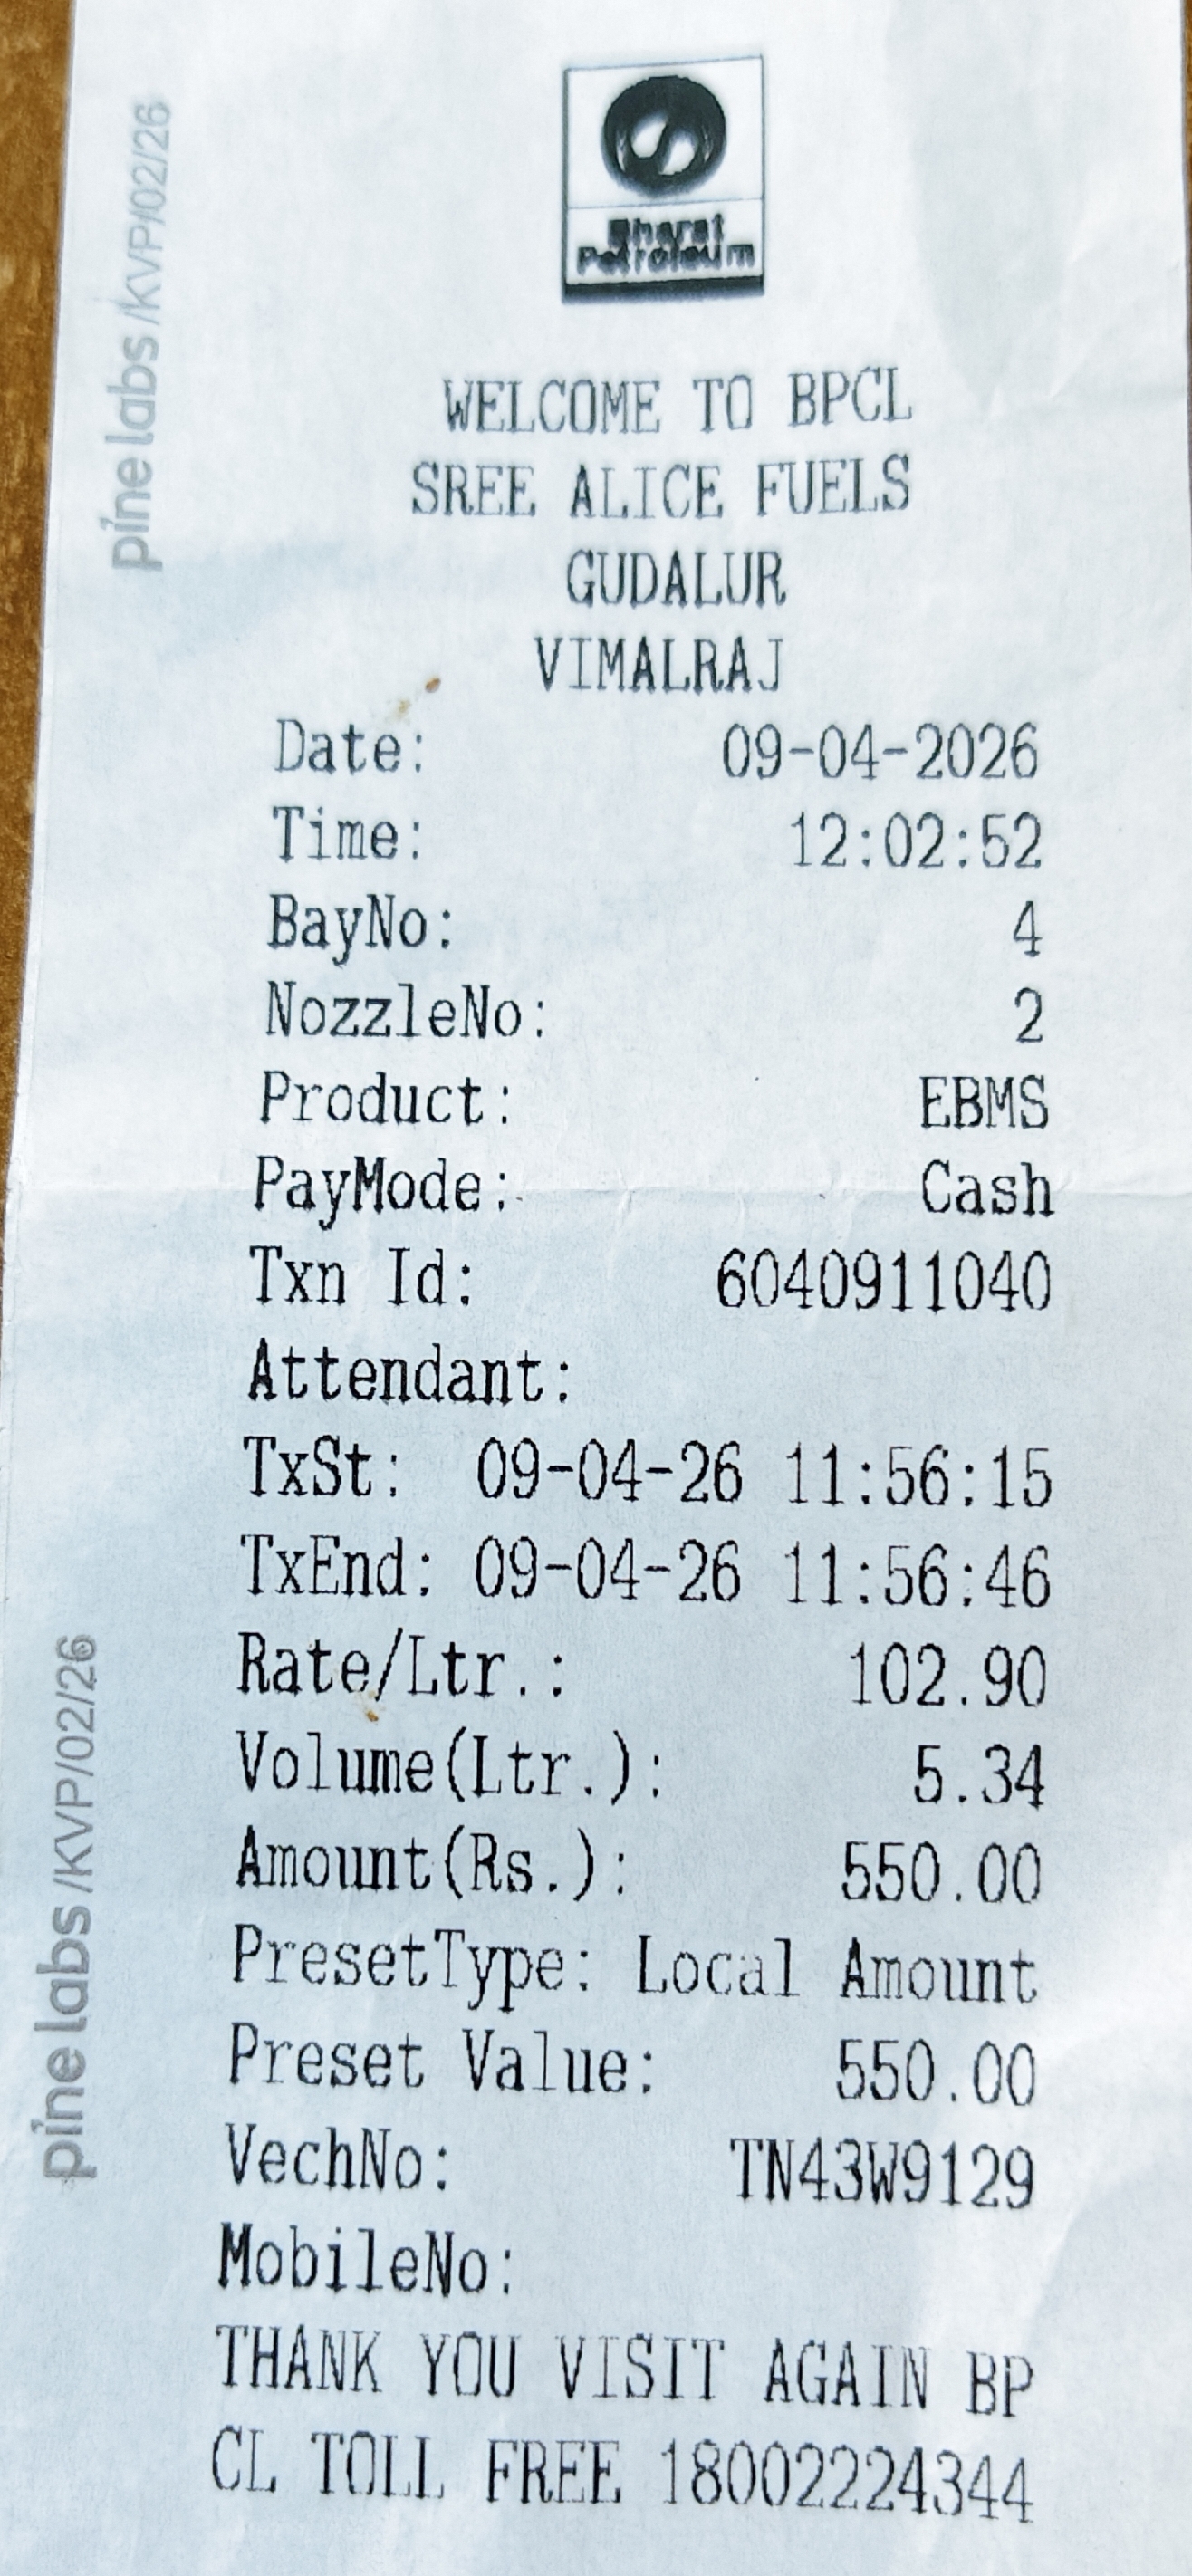 Bharat
Petroleum
WELCOME TO BPCL
SREE ALICE FUELS
GUDALUR
VIMALRAJ
Date: 09-04-2026
Time: 12:02:52
BayNo: 4
NozzleNo: 2
Product: EBMS
PayMode: Cash
Txn Id: 6040911040
Attendant:
TxSt: 09-04-26 11:56:15
TxEnd: 09-04-26 11:56:46
Rate/Ltr.: 102.90
Volume(Ltr.): 5.34
Amount(Rs.): 550.00
PresetType: Local Amount
Preset Value: 550.00
VechNo: TN43W9129
MobileNo:
THANK YOU VISIT AGAIN BP
CL TOLL FREE 18002224344
pine labs /KVP/02/26
pine labs /KVP/02/26